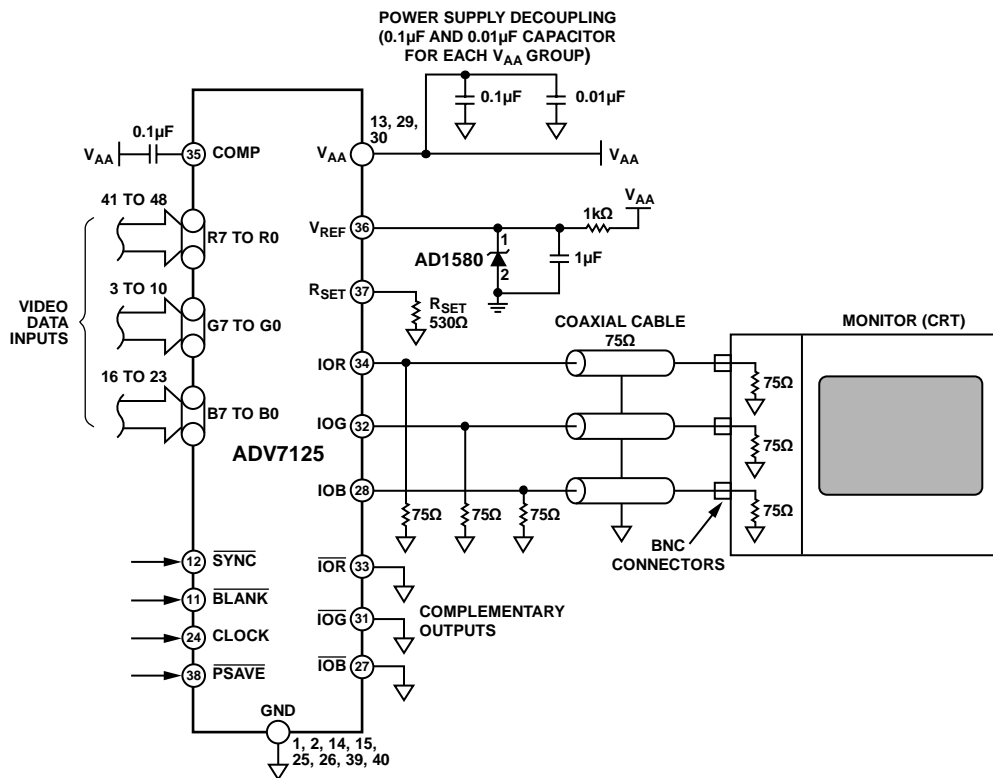 POWER SUPPLY DECOUPLING
(0.1µF AND 0.01µF CAPACITOR
FOR EACH VAA GROUP)
0.1µF
0.01µF
13, 29,
30
0.1µF
VAA
35
COMP
VAA
VAA
41 TO 48
R7 TO R0
VREF
36
1kΩ
VAA
AD1580
1
2
1µF
3 TO 10
G7 TO G0
RSET
37
RSET
530Ω
VIDEO
DATA
INPUTS
COAXIAL CABLE
75Ω
MONITOR (CRT)
IOR
34
75Ω
16 TO 23
B7 TO B0
IOG
32
75Ω
ADV7125
IOB
28
75Ω
75Ω
75Ω
75Ω
BNC
CONNECTORS
12
SYNC
IOR
33
11
BLANK
IOG
31
COMPLEMENTARY
OUTPUTS
24
CLOCK
IOB
27
38
PSAVE
GND
1, 2, 14, 15,
25, 26, 39, 40